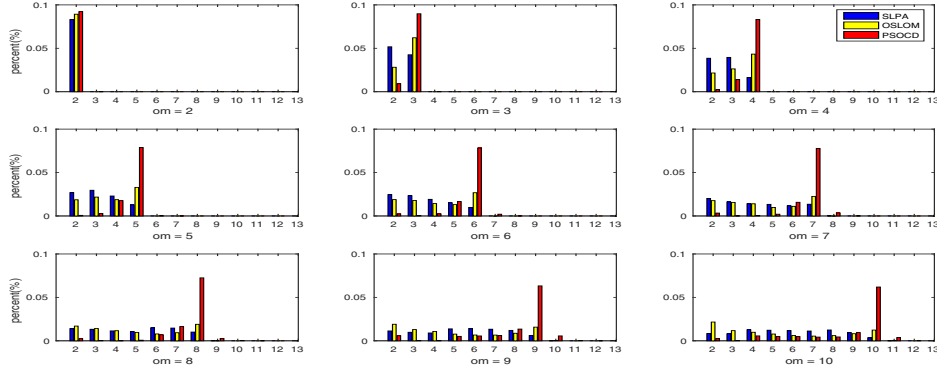 0.1
0.05
0
percent(%)
2 3 4 5 6 7 8 9 10 11 12 13
om = 2
0.1
0.05
0
2 3 4 5 6 7 8 9 10 11 12 13
om = 3
0.1
0.05
0
SLPA
OSLOM
PSOCD
2 3 4 5 6 7 8 9 10 11 12 13
om = 4
0.1
0.05
0
percent(%)
2 3 4 5 6 7 8 9 10 11 12 13
om = 5
0.1
0.05
0
2 3 4 5 6 7 8 9 10 11 12 13
om = 6
0.1
0.05
0
2 3 4 5 6 7 8 9 10 11 12 13
om = 7
0.1
0.05
0
percent(%)
2 3 4 5 6 7 8 9 10 11 12 13
om = 8
0.1
0.05
0
2 3 4 5 6 7 8 9 10 11 12 13
om = 9
0.1
0.05
0
2 3 4 5 6 7 8 9 10 11 12 13
om = 10